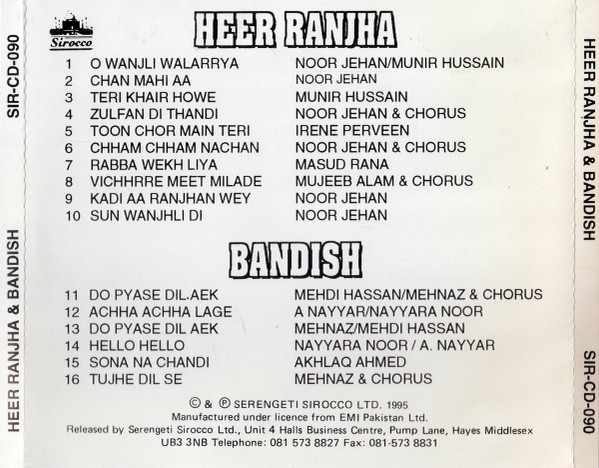 Sirocco
HEER RANJHA
1 O WANJLI WALARRYA NOOR JEHAN/MUNIR HUSSAIN
2 CHAN MAHI AA NOOR JEHAN
3 TERI KHAIR HOWE MUNIR HUSSAIN
4 ZULFAN DI THANDI NOOR JEHAN & CHORUS
5 TOON CHOR MAIN TERI IRENE PERVEEN
6 CHHAM CHHAM NACHAN NOOR JEHAN & CHORUS
7 RABBA WEKH LIYA MASUD RANA
8 VICHHRRE MEET MILADE MUJEEB ALAM & CHORUS
9 KADI AA RANJHAN WEY NOOR JEHAN
10 SUN WANJHLI DI NOOR JEHAN
BANDISH
11 DO PYASE DIL.AEK MEHDI HASSAN/MEHNAZ & CHORUS
12 ACHHA ACHHA LAGE A NAYYAR/NAYYARA NOOR
13 DO PYASE DIL.AEK MEHNAZ/MEHDI HASSAN
14 HELLO HELLO NAYYARA NOOR / A. NAYYAR
15 SONA NA CHANDI AKHLAQ AHMED
16 TUJHE DIL SE MEHNAZ & CHORUS
© & ℗ SERENGETI SIROCCO LTD. 1995
Manufactured under licence from EMI Pakistan Ltd.
Released by Serengeti Sirocco Ltd., Unit 4 Halls Business Centre, Pump Lane, Hayes Middlesex
UB3 3NB Telephone: 081 573 8827 Fax: 081-573 8831
HEER RANJHA & BANDISH SIR-CD-090
HEER RANJHA & BANDISH SIR-CD-090